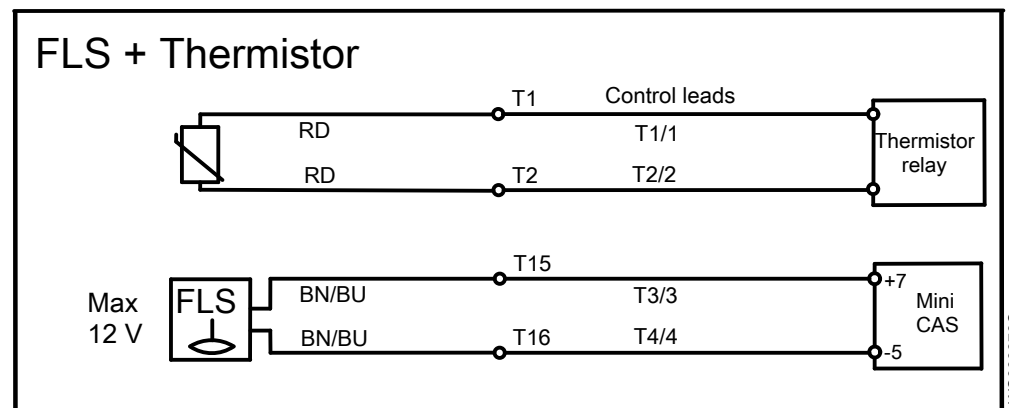 FLS + Thermistor
T1 Control leads
RD T1/1
Thermistor
relay
RD T2 T2/2
T15
Max
12 V
FLS
BN/BU T3/3
+7
Mini
CAS
BN/BU T16 T4/4
-5